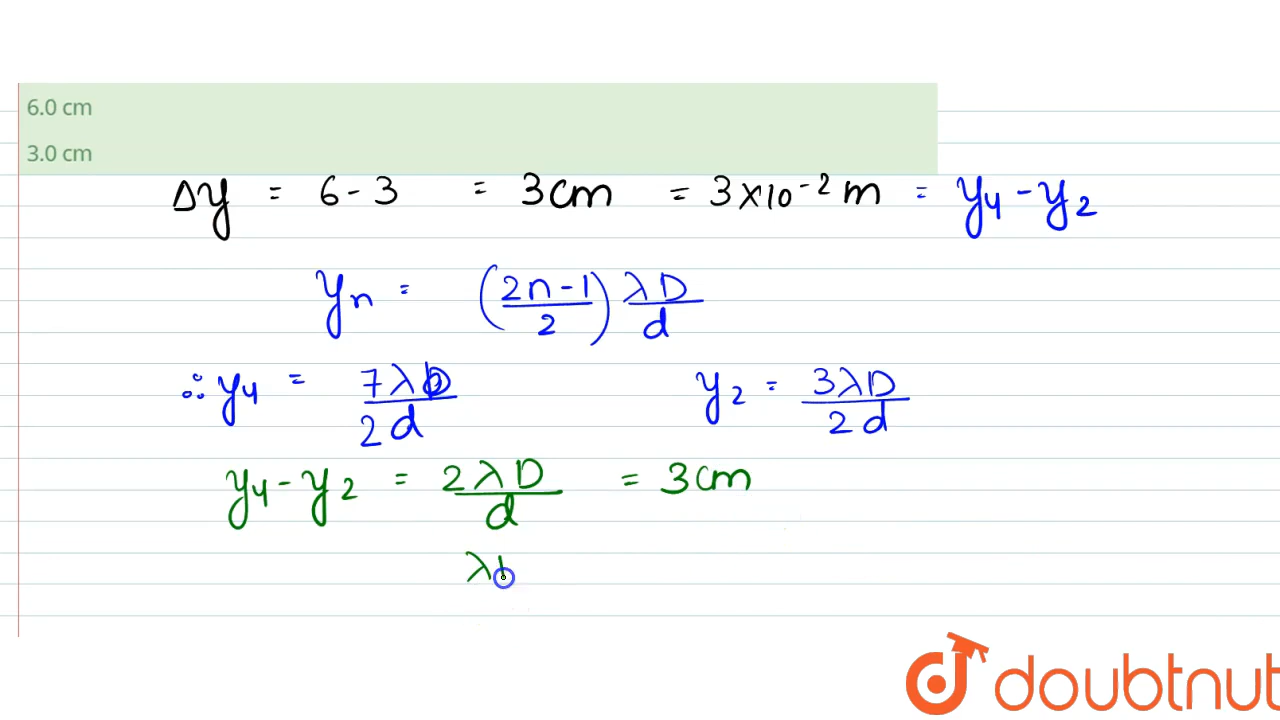 6.0 cm
3.0 cm
Δy = 6 - 3 = 3cm = 3×10⁻² m = y₄ - y₂
yₙ = ((2n-1)/2) λD/d
∴ y₄ = 7λD/2d y₂ = 3λD/2d
y₄ - y₂ = 2λD/d = 3cm
λ
doubtnut